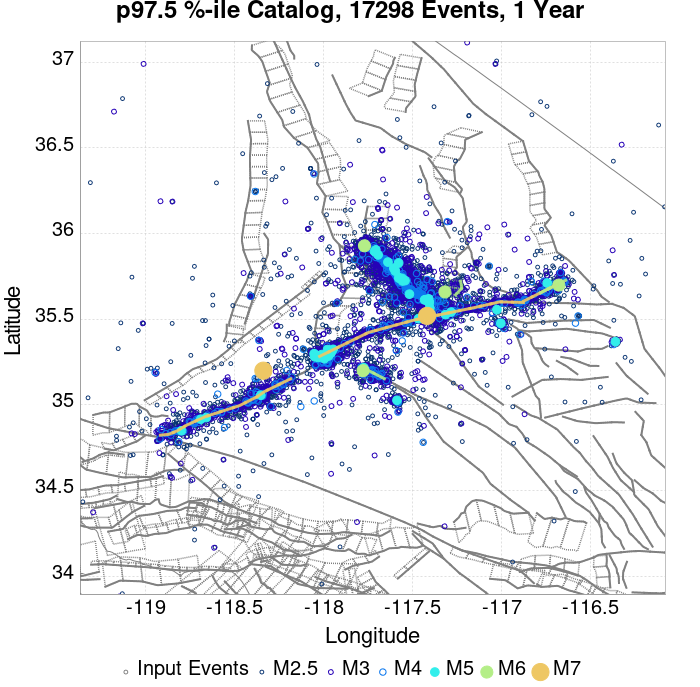 p97.5 %-ile Catalog, 17298 Events, 1 Year
37
36.5
36
35.5
35
34.5
34
Latitude
-119 -118.5 -118 -117.5 -117 -116.5
Longitude
Input Events M2.5 M3 M4 M5 M6 M7